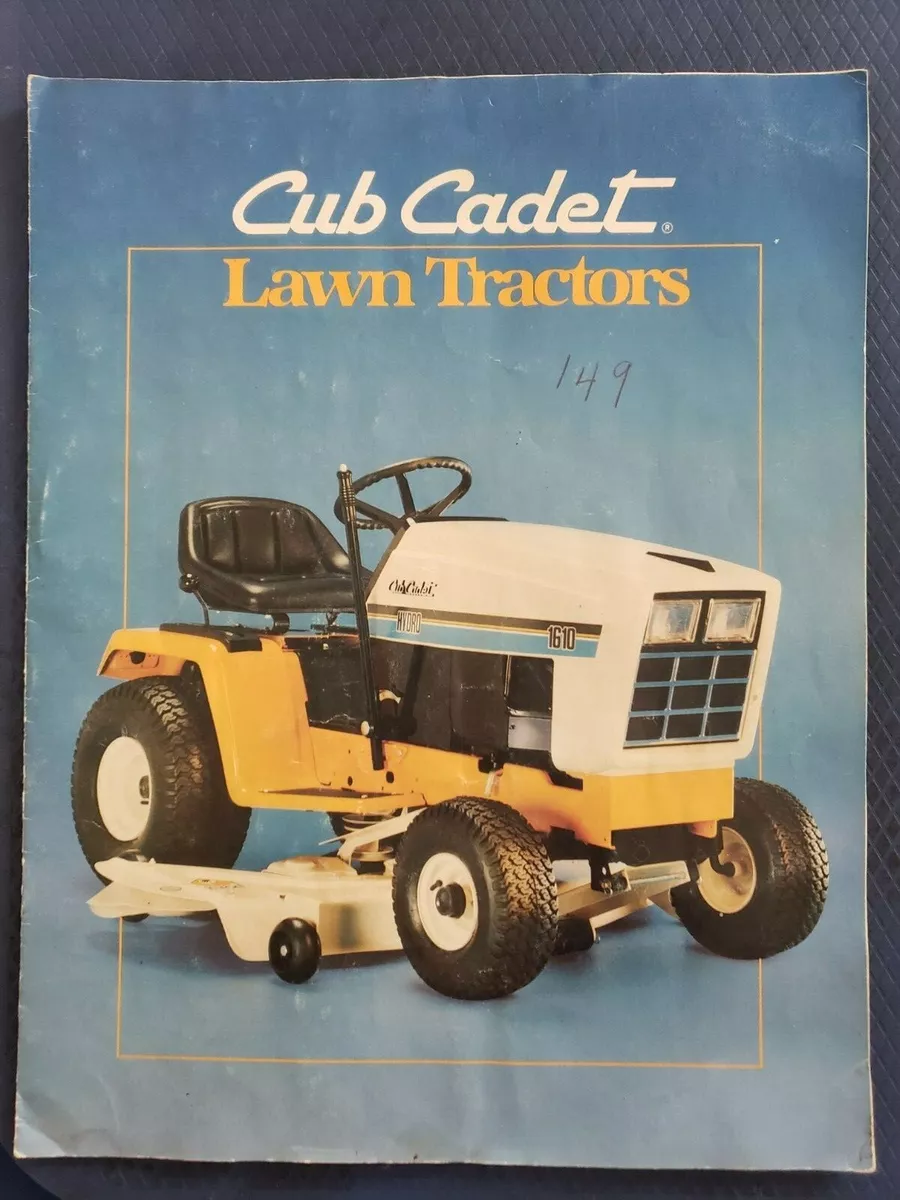 Cub Cadet®
Lawn Tractors
149
Cub Cadet
HYDRO
1610